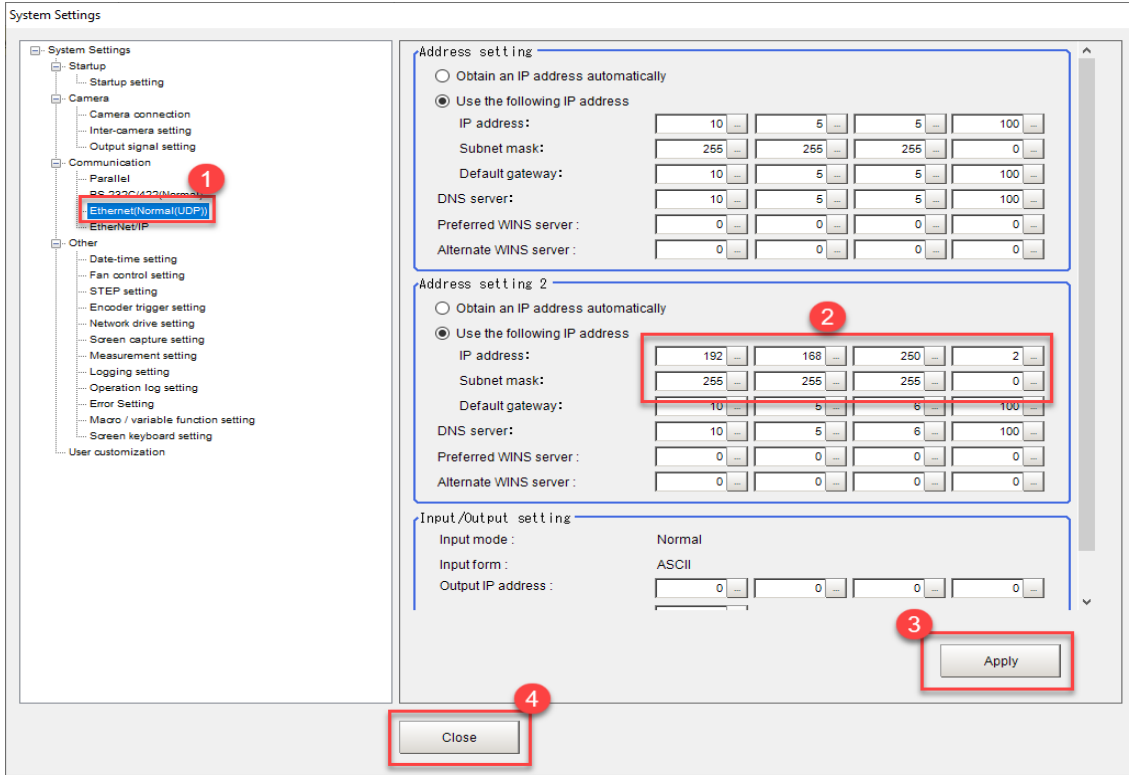 System Settings
System Settings
Startup
Startup setting
Camera
Camera connection
Inter-camera setting
Output signal setting
Communication
Parallel
1
RS-232C/422(Normal)
Ethernet(Normal(UDP))
EtherNet/IP
Other
Date-time setting
Fan control setting
STEP setting
Encoder trigger setting
Network drive setting
Screen capture setting
Measurement setting
Logging setting
Operation log setting
Error Setting
Macro / variable function setting
Screen keyboard setting
User customization
Address setting
Obtain an IP address automatically
Use the following IP address
IP address: 10 ... 5 ... 5 ... 100 ...
Subnet mask: 255 ... 255 ... 255 ... 0 ...
Default gateway: 10 ... 5 ... 5 ... 100 ...
DNS server: 10 ... 5 ... 5 ... 100 ...
Preferred WINS server : 0 ... 0 ... 0 ... 0 ...
Alternate WINS server : 0 ... 0 ... 0 ... 0 ...
Address setting 2
Obtain an IP address automatically
2
Use the following IP address
IP address: 192 ... 168 ... 250 ... 2 ...
Subnet mask: 255 ... 255 ... 255 ... 0 ...
Default gateway: 10 ... 5 ... 6 ... 100 ...
DNS server: 10 ... 5 ... 6 ... 100 ...
Preferred WINS server : 0 ... 0 ... 0 ... 0 ...
Alternate WINS server : 0 ... 0 ... 0 ... 0 ...
Input/Output setting
Input mode : Normal
Input form : ASCII
Output IP address : 0 ... 0 ... 0 ... 0 ...
3
Apply
4
Close